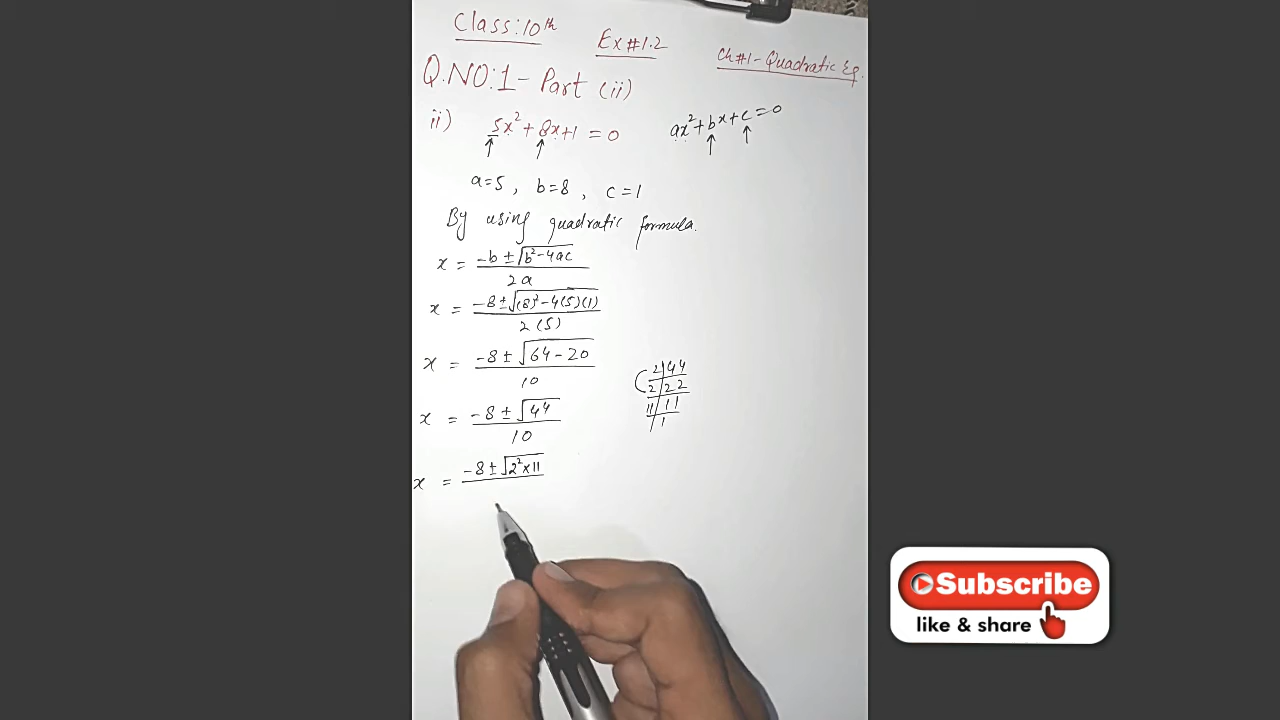 Class:10th
Ex#1.2
Ch#1-Quadratic Eq.
Q.NO:1- Part (ii)
ii) 5x²+8x+1=0
ax²+bx+c=0
a=5, b=8, c=1
By using quadratic formula.
x = -b±√b²-4ac / 2a
x = -8±√(8)²-4(5)(1) / 2(5)
x = -8±√64-20 / 10
2|44
2|22
11|11
|1
x = -8±√44 / 10
x = -8±√2²×11
Subscribe
like & share